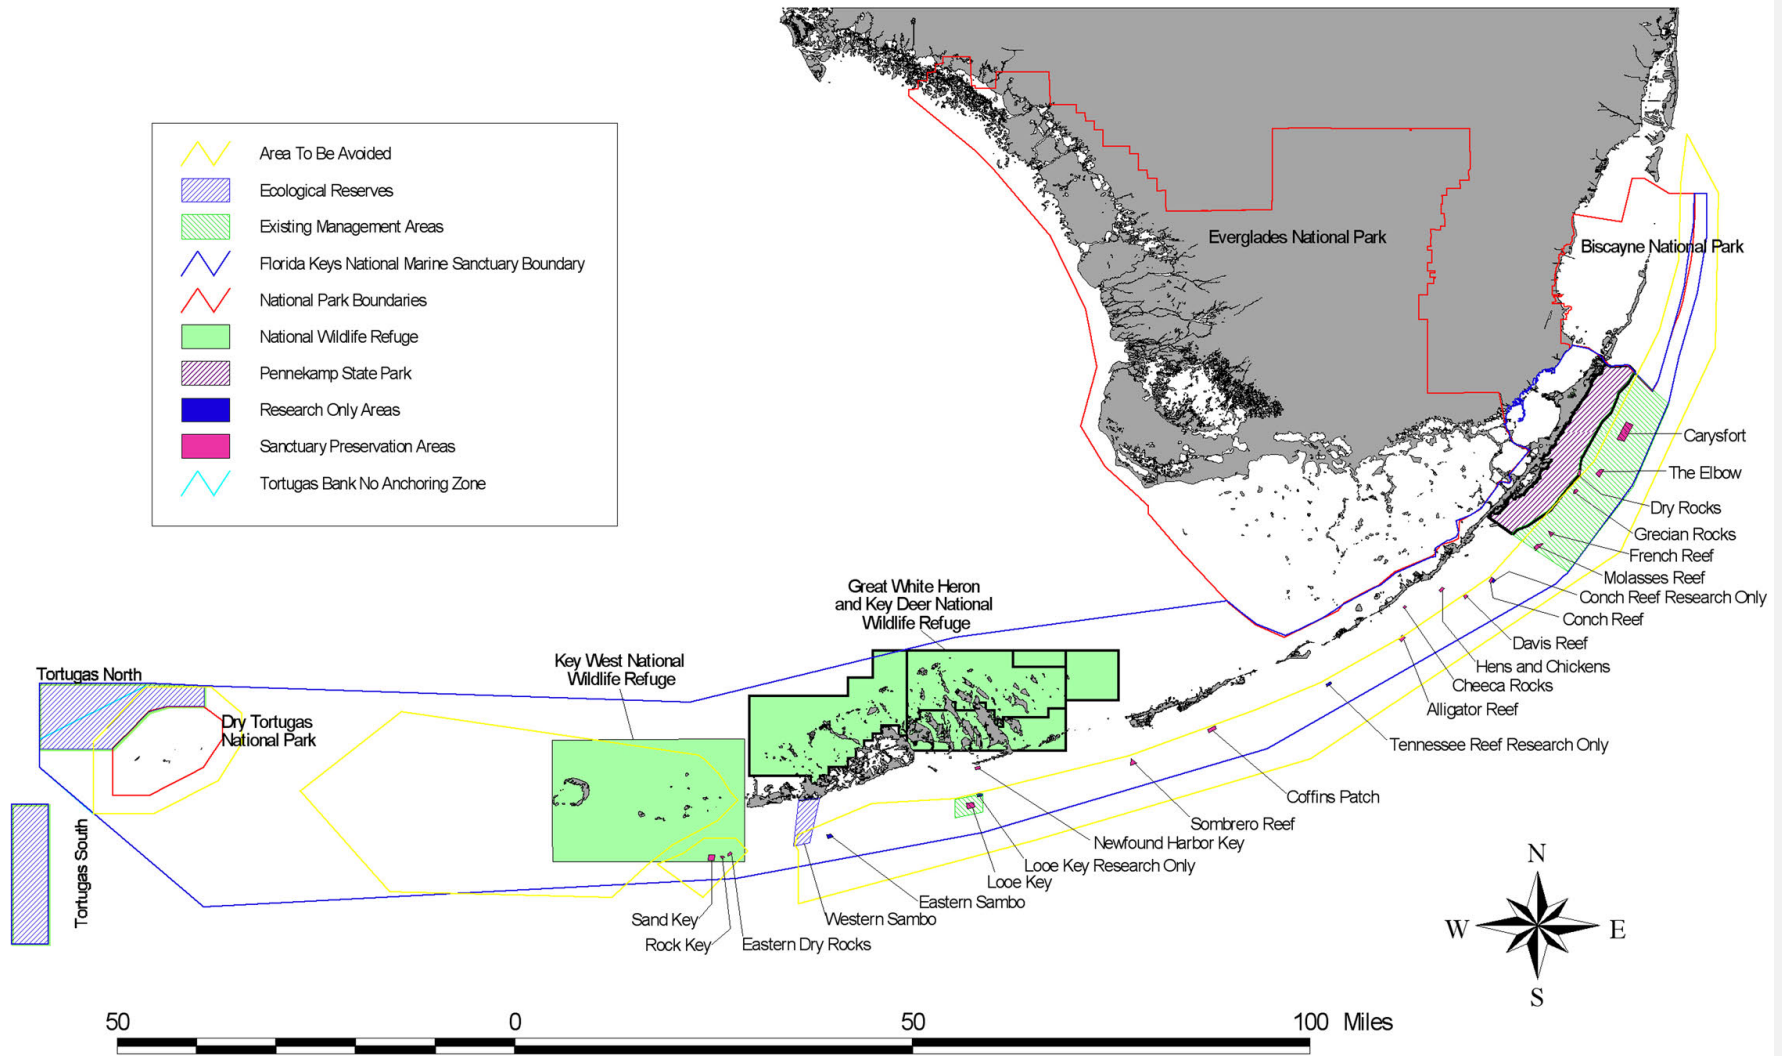 Area To Be Avoided
Ecological Reserves
Existing Management Areas
Florida Keys National Marine Sanctuary Boundary
National Park Boundaries
National Wildlife Refuge
Pennekamp State Park
Research Only Areas
Sanctuary Preservation Areas
Tortugas Bank No Anchoring Zone
Everglades National Park
Biscayne National Park
Carysfort
The Elbow
Dry Rocks
Grecian Rocks
French Reef
Molasses Reef
Conch Reef Research Only
Conch Reef
Davis Reef
Hens and Chickens
Cheeca Rocks
Alligator Reef
Tennessee Reef Research Only
Coffins Patch
Sombrero Reef
Newfound Harbor Key
Looe Key Research Only
Looe Key
Eastern Sambo
Western Sambo
Eastern Dry Rocks
Rock Key
Sand Key
Great White Heron
and Key Deer National
Wildlife Refuge
Key West National
Wildlife Refuge
Tortugas North
Dry Tortugas
National Park
Tortugas South
N
W
E
S
50
0
50
100 Miles